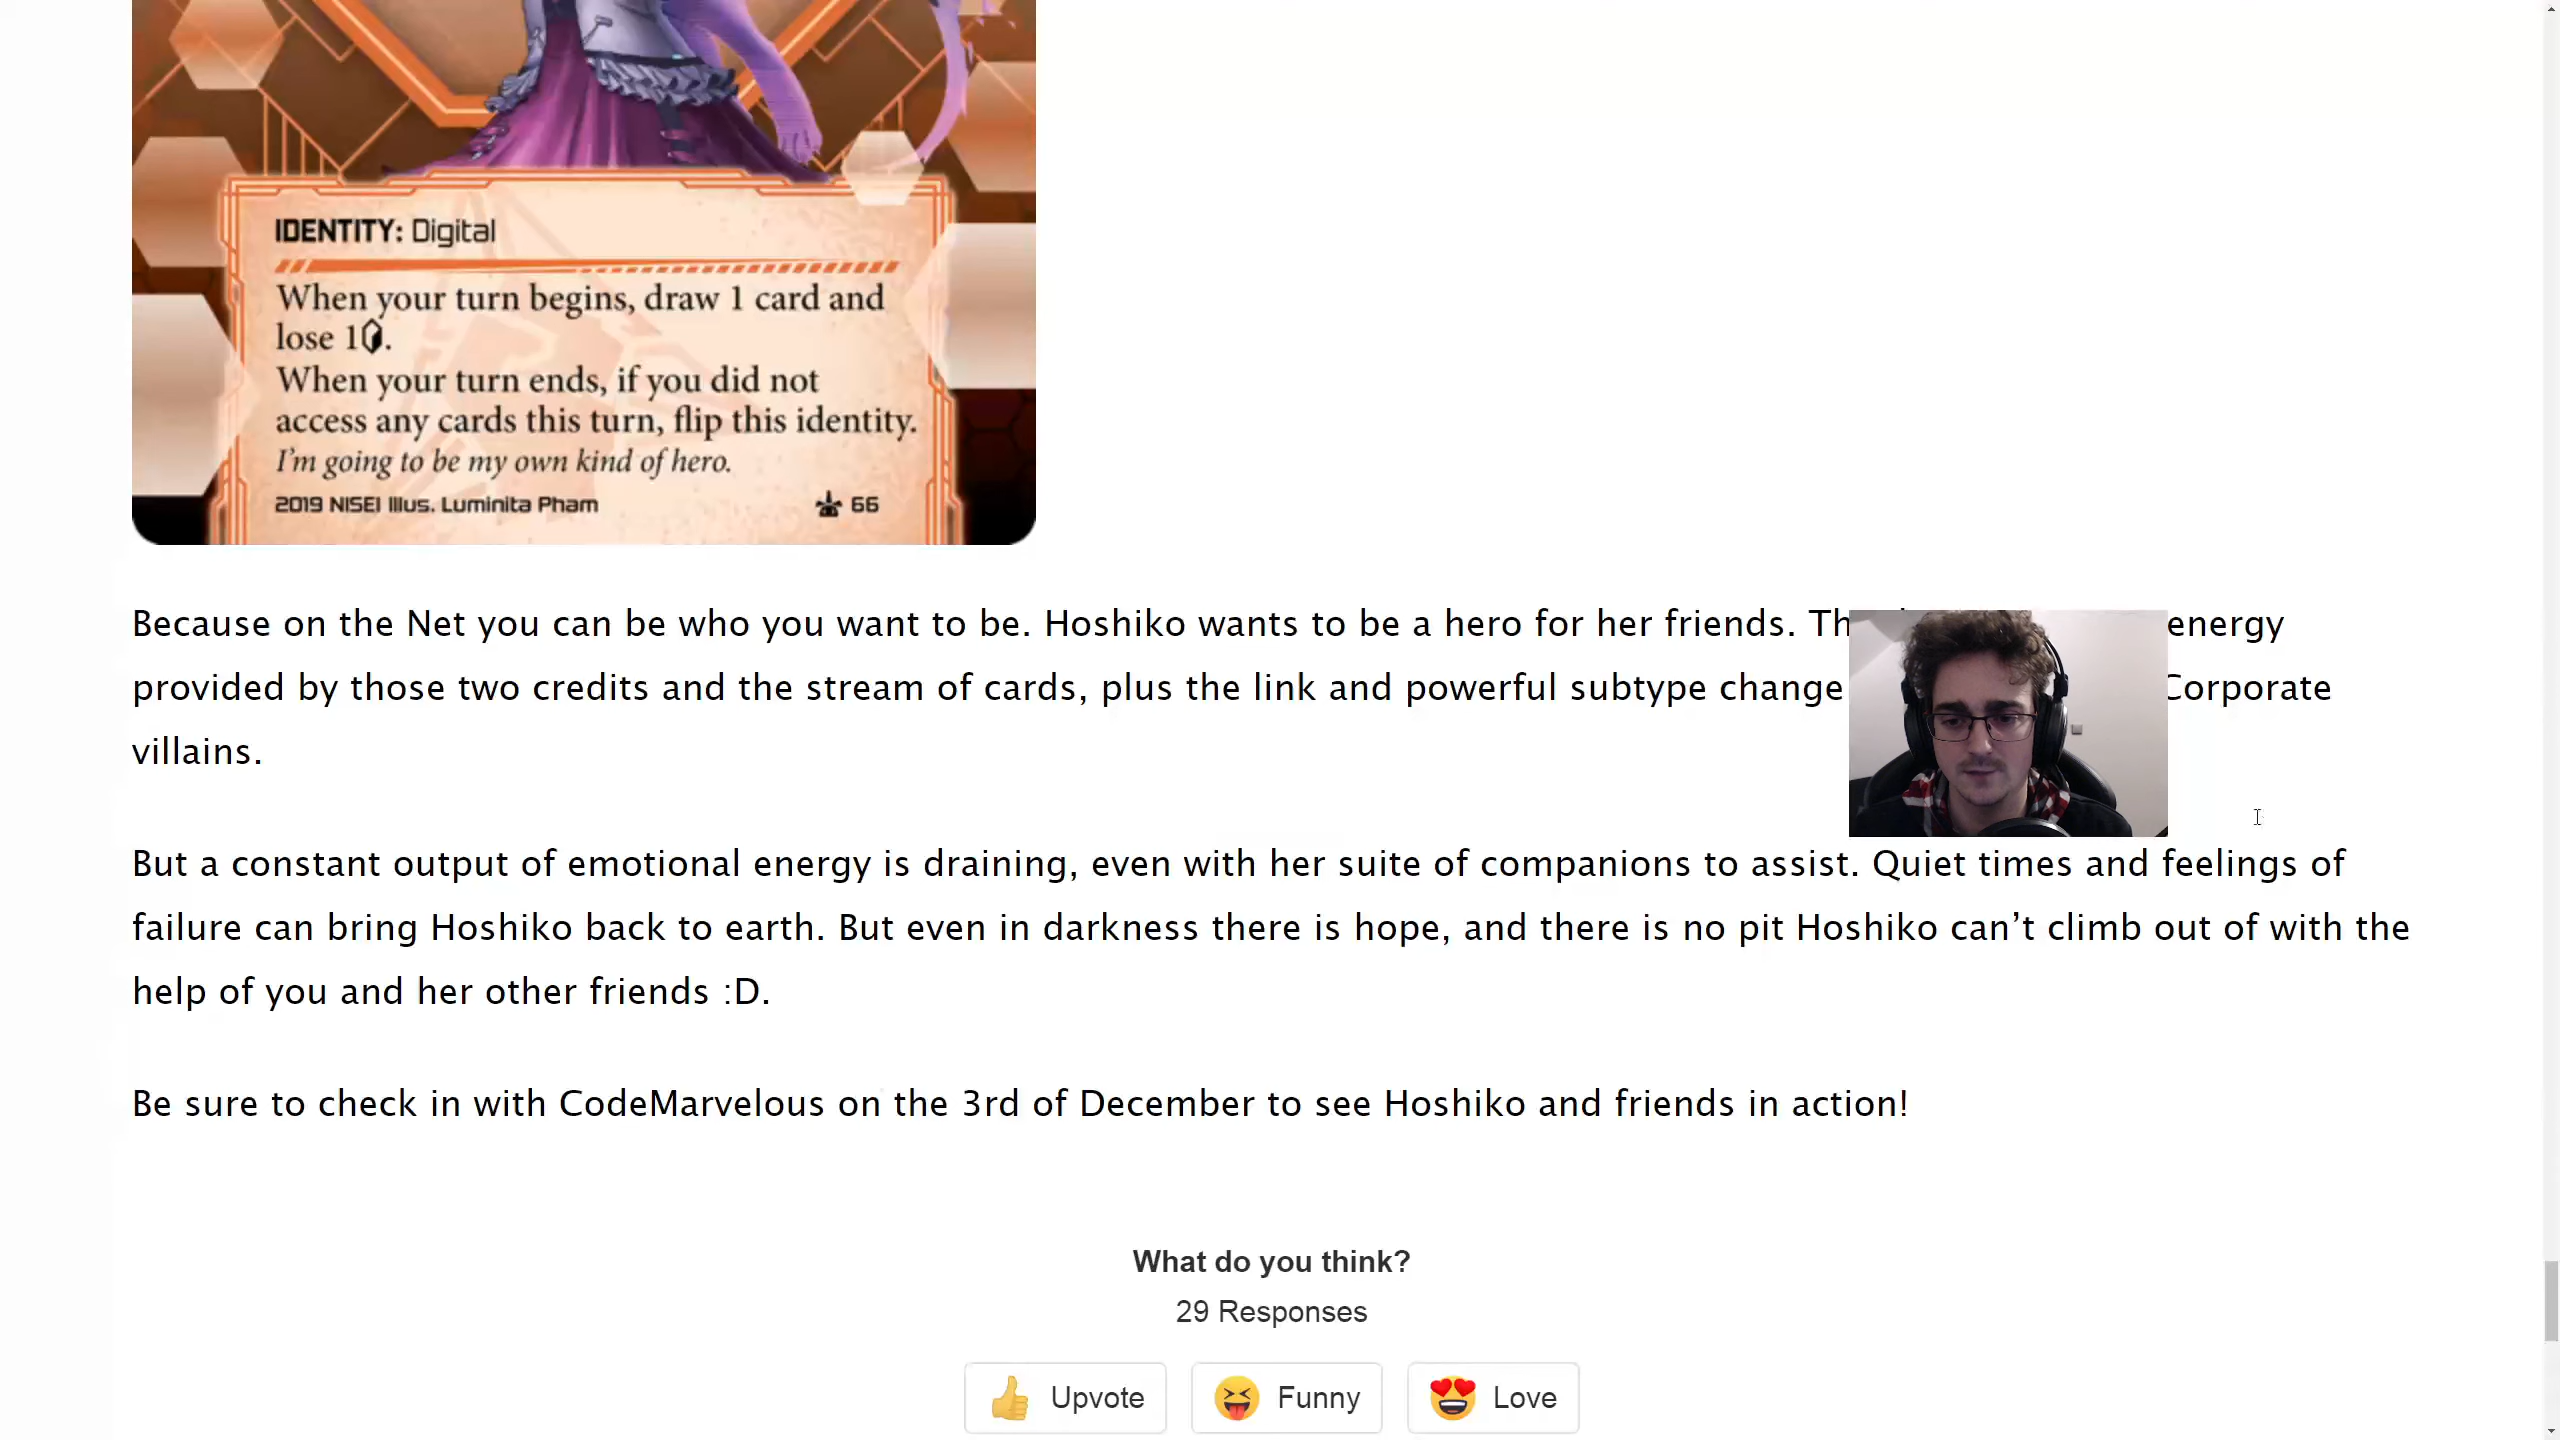 IDENTITY: Digital
When your turn begins, draw 1 card and
lose 1.
When your turn ends, if you did not
access any cards this turn, flip this identity.
I'm going to be my own kind of hero.
2019 NISEI Illus. Luminita Pham 66
Because on the Net you can be who you want to be. Hoshiko wants to be a hero for her friends. energy
provided by those two credits and the stream of cards, plus the link and powerful subtype change Corporate
villains.
But a constant output of emotional energy is draining, even with her suite of companions to assist. Quiet times and feelings of
failure can bring Hoshiko back to earth. But even in darkness there is hope, and there is no pit Hoshiko can’t climb out of with the
help of you and her other friends :D.
Be sure to check in with CodeMarvelous on the 3rd of December to see Hoshiko and friends in action!
What do you think?
29 Responses
Upvote Funny Love